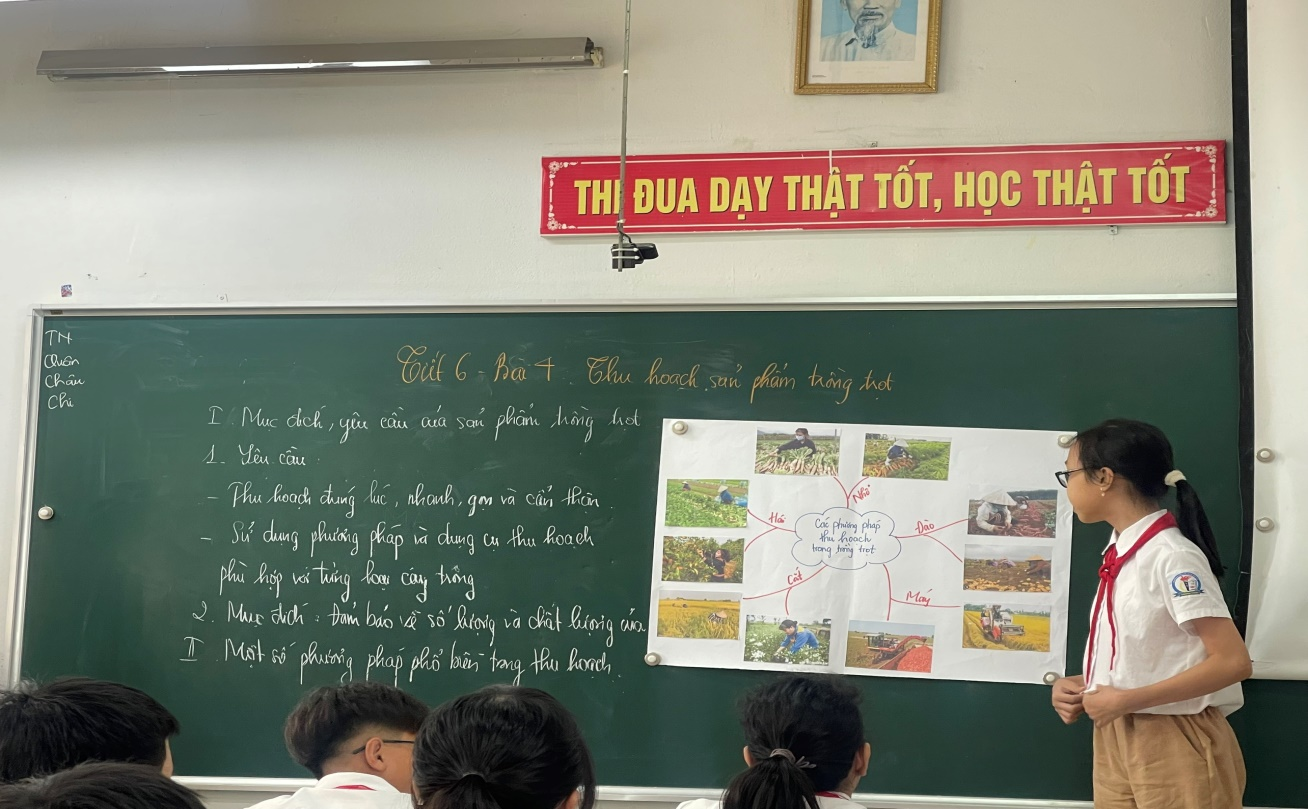 THI ĐUA DẠY THẬT TỐT, HỌC THẬT TỐT
TN
Quân
Châu
Chi
Tiết 6 - Bài 4. Thu hoạch sản phẩm trồng trọt
I. Mục đích, yêu cầu của sản phẩm trồng trọt
1. Yêu cầu
- Thu hoạch đúng lúc, nhanh, gọn và cẩn thận.
- Sử dụng phương pháp và dụng cụ thu hoạch
phù hợp với từng loại cây trồng
2. Mục đích: Đảm bảo về số lượng và chất lượng của
II. Một số phương pháp phổ biến trong thu hoạch.
Các phương pháp
thu hoạch
trong trồng trọt
Nhổ
Đào
Máy
Cắt
Hái